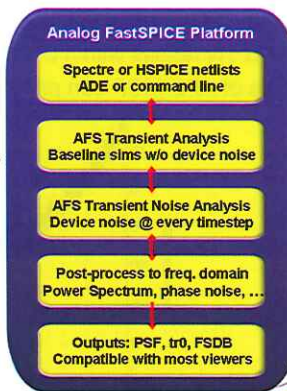 Analog FastSPICE Platform
Spectre or HSPICE netlists
ADE or command line
AFS Transient Analysis
Baseline sims w/o device noise
AFS Transient Noise Analysis
Device noise @ every timestep
Post-process to freq. domain
Power Spectrum, phase noise, ...
Outputs: PSF, tr0, FSDB
Compatible with most viewers